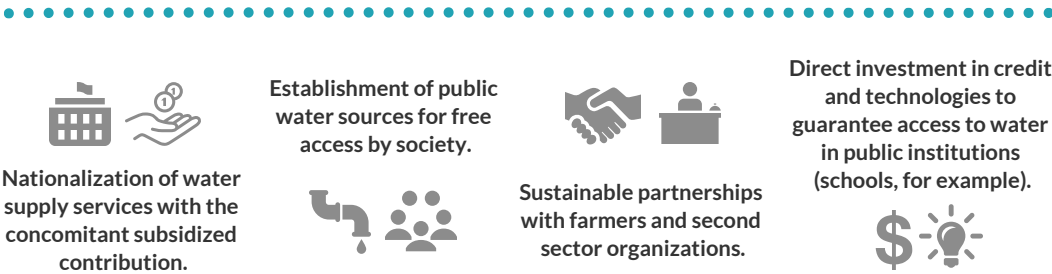 Nationalization of water
supply services with the
concomitant subsidized
contribution.
Establishment of public
water sources for free
access by society.
Sustainable partnerships
with farmers and second
sector organizations.
Direct investment in credit
and technologies to
guarantee access to water
in public institutions
(schools, for example).
1
1
$